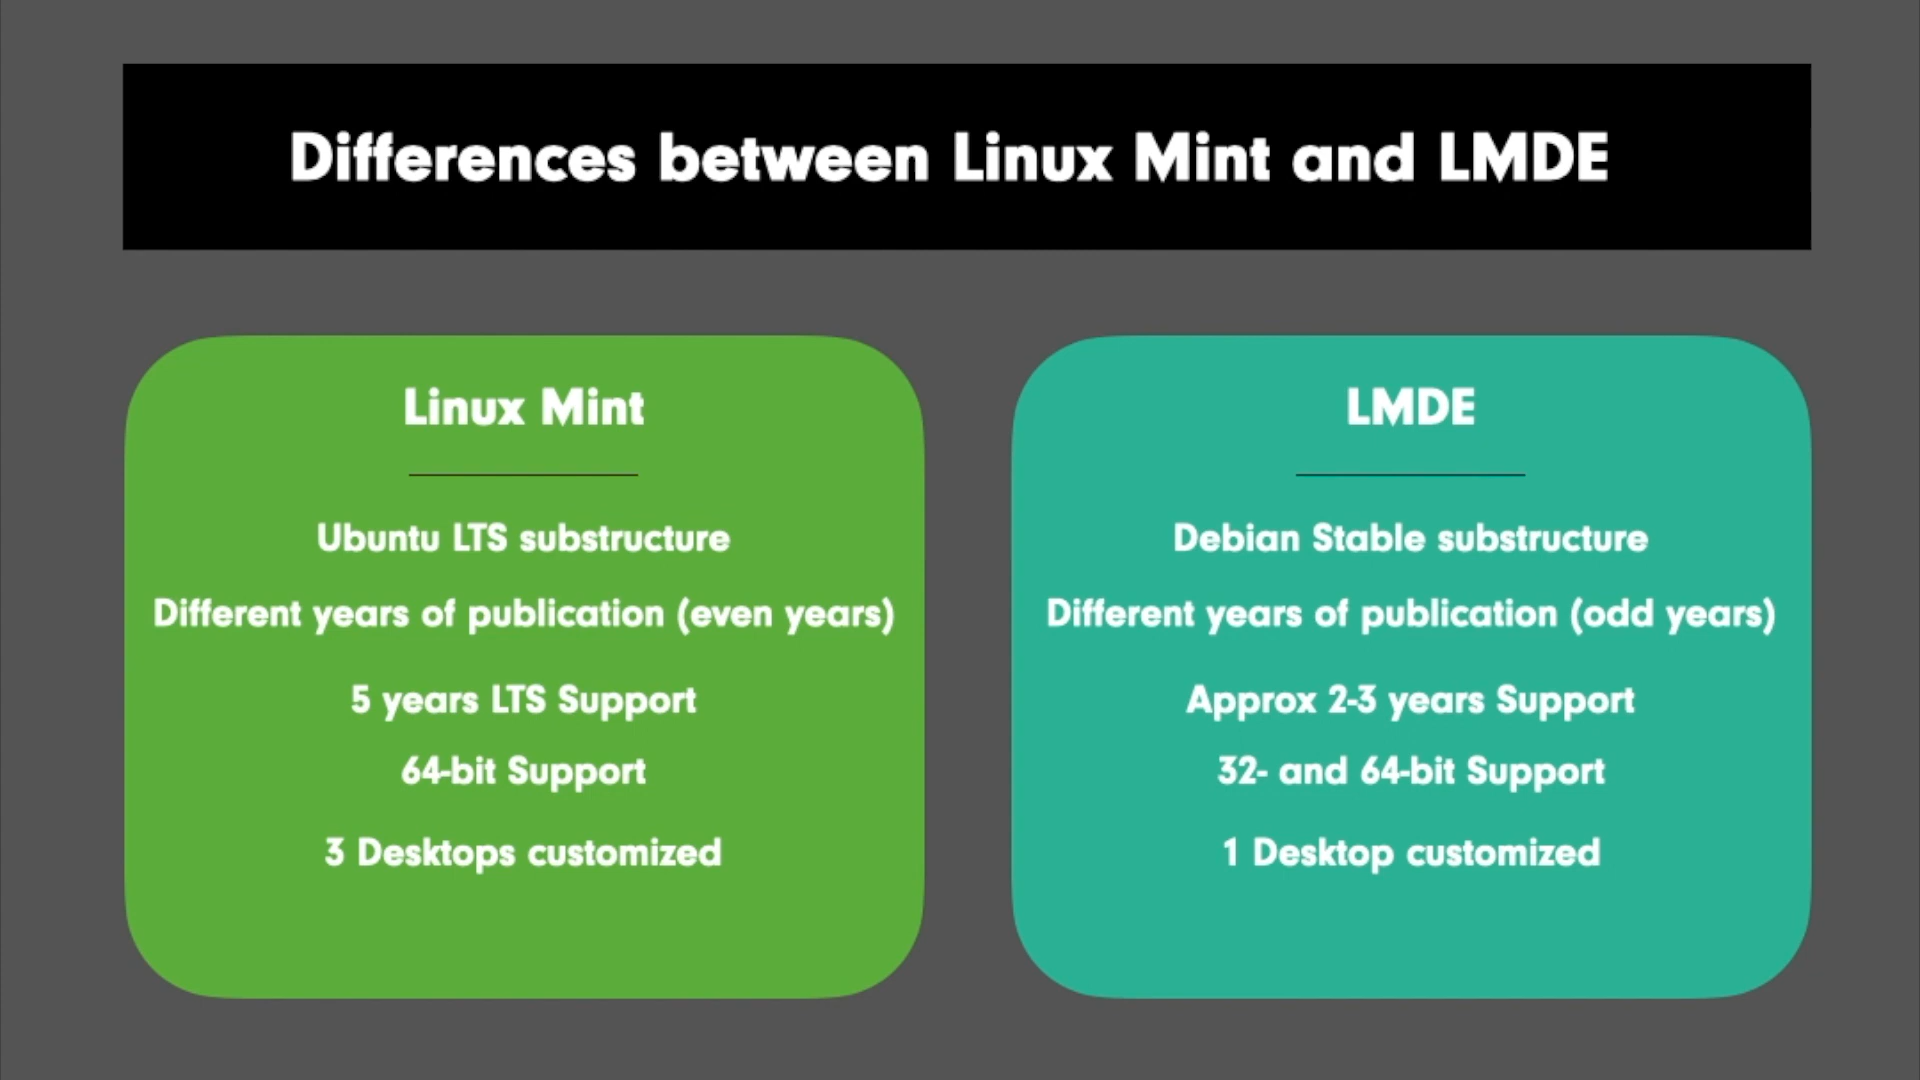 Differences between Linux Mint and LMDE
Linux Mint
Ubuntu LTS substructure
Different years of publication (even years)
5 years LTS Support
64-bit Support
3 Desktops customized
LMDE
Debian Stable substructure
Different years of publication (odd years)
Approx 2-3 years Support
32- and 64-bit Support
1 Desktop customized